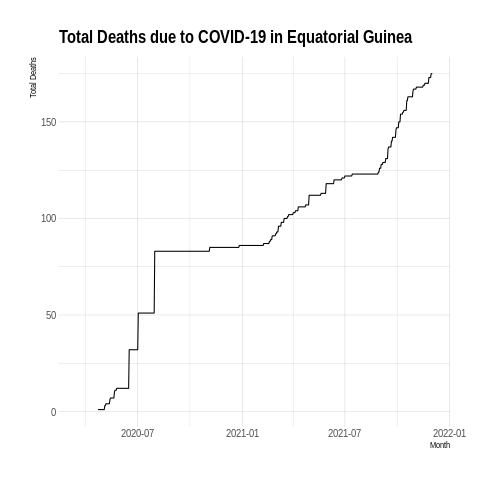 Total Deaths due to COVID-19 in Equatorial Guinea
Total Deaths
150
100
50
0
2020-07 2021-01 2021-07 2022-01
Month